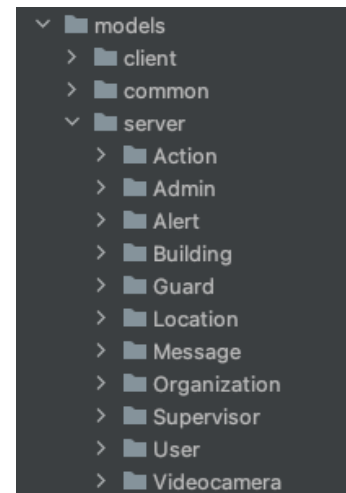 models
client
common
server
Action
Admin
Alert
Building
Guard
Location
Message
Organization
Supervisor
User
Videocamera